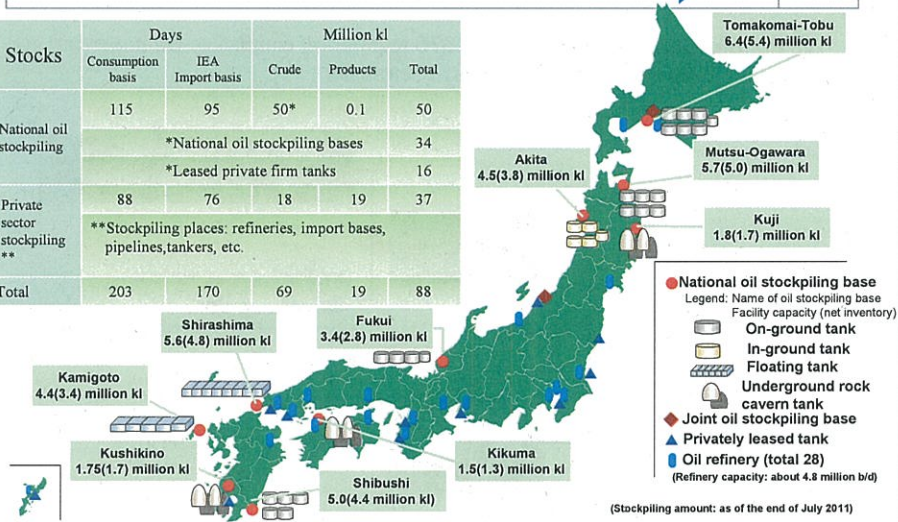 Stocks
Days
Million kl
Consumption basis
IEA Import basis
Crude
Products
Total
National oil stockpiling
115
95
50*
0.1
50
*National oil stockpiling bases
34
*Leased private firm tanks
16
Private sector stockpiling **
88
76
18
19
37
**Stockpiling places: refineries, import bases,
pipelines,tankers, etc.
Total
203
170
69
19
88
Tomakomai-Tobu
6.4(5.4) million kl
Mutsu-Ogawara
5.7(5.0) million kl
Akita
4.5(3.8) million kl
Kuji
1.8(1.7) million kl
Fukui
3.4(2.8) million kl
Shirashima
5.6(4.8) million kl
Kamigoto
4.4(3.4) million kl
Kushikino
1.75(1.7) million kl
Kikuma
1.5(1.3) million kl
Shibushi
5.0(4.4 million kl)
National oil stockpiling base
Legend: Name of oil stockpiling base
Facility capacity (net inventory)
On-ground tank
In-ground tank
Floating tank
Underground rock
cavern tank
Joint oil stockpiling base
Privately leased tank
Oil refinery (total 28)
(Refinery capacity: about 4.8 million b/d)
(Stockpiling amount: as of the end of July 2011)